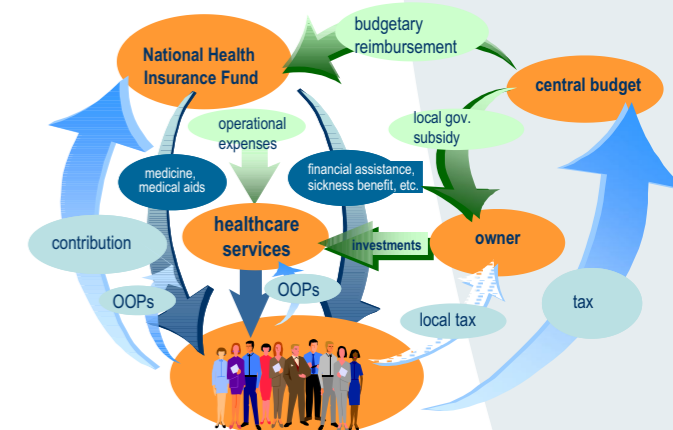 budgetary
reimbursement
National Health
Insurance Fund
central budget
operational
expenses
local gov.
subsidy
medicine,
medical aids
financial assistance,
sickness benefit, etc.
healthcare
services
contribution
investments
owner
OOPs
OOPs
local tax
tax